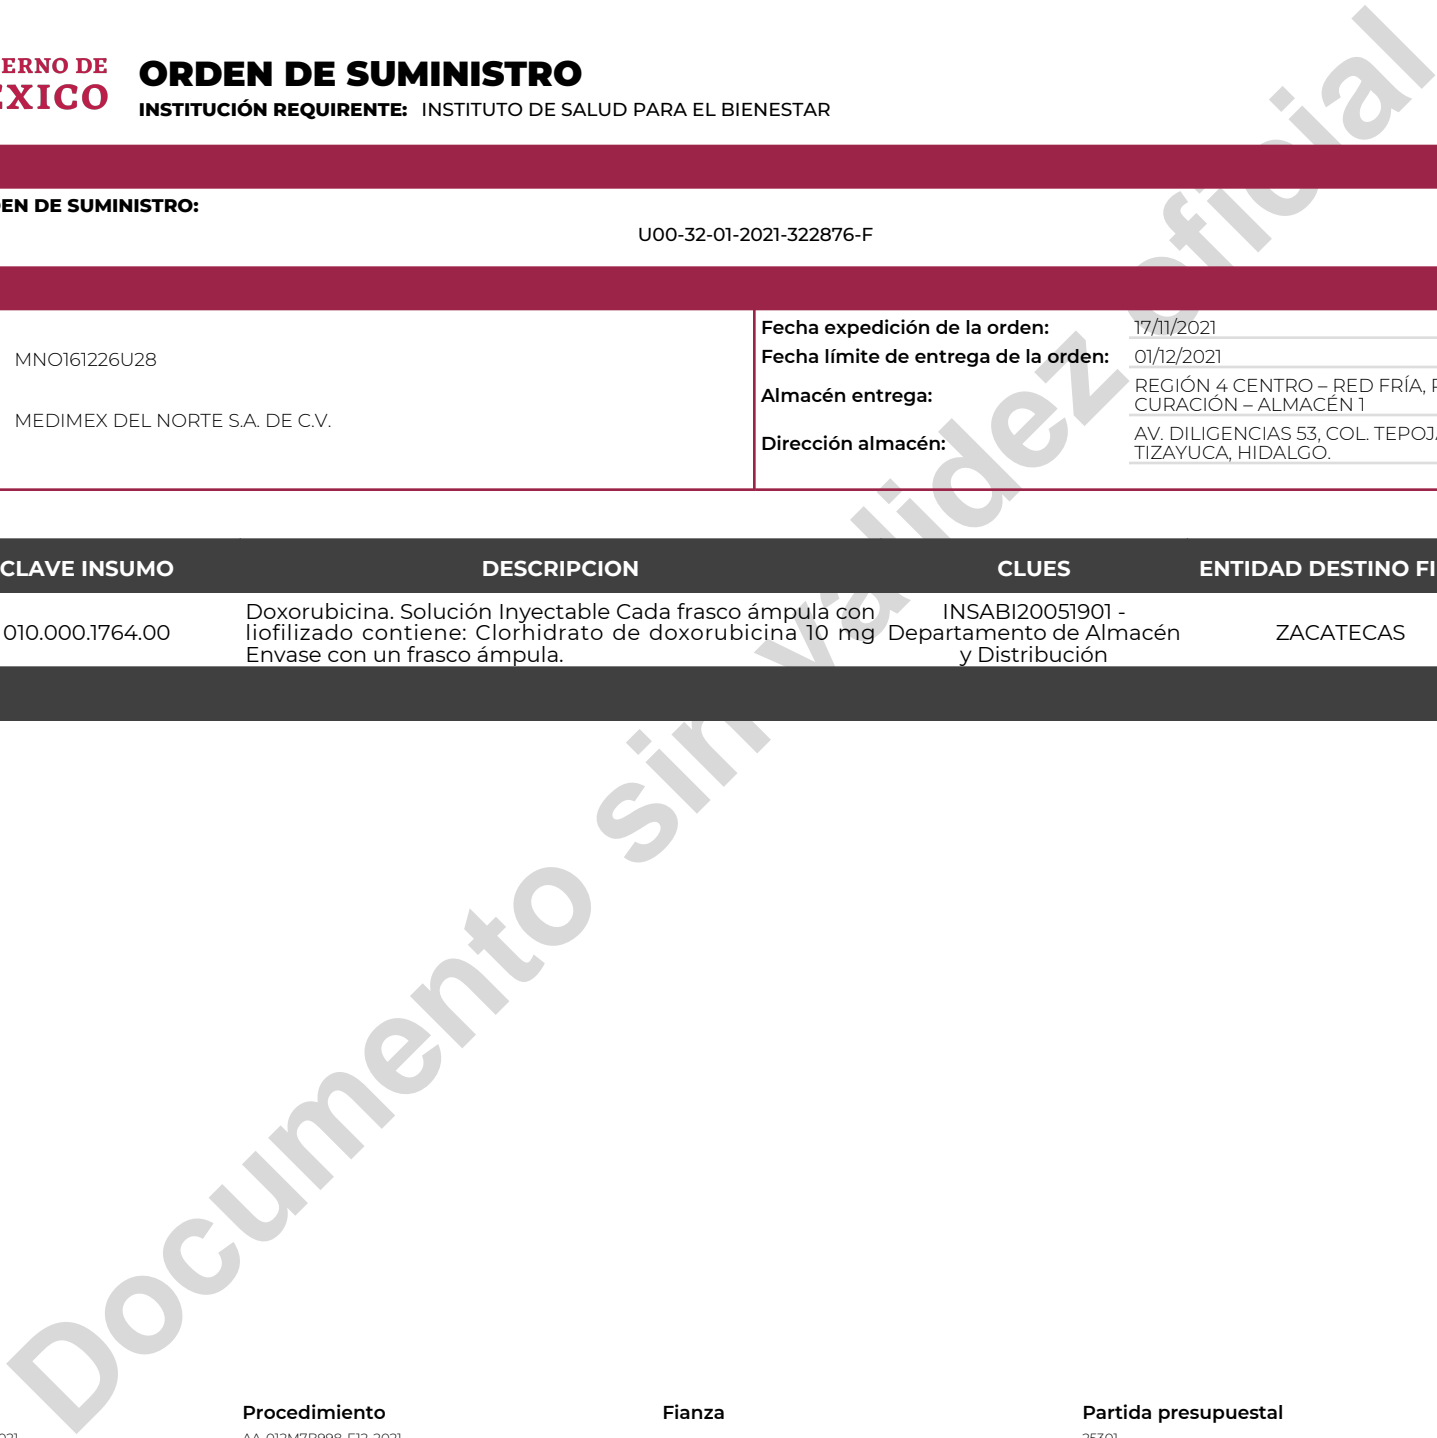 ERNO DE
EXICO
ORDEN DE SUMINISTRO
INSTITUCIÓN REQUIRENTE: INSTITUTO DE SALUD PARA EL BIENESTAR
EN DE SUMINISTRO:
U00-32-01-2021-322876-F
MNO161226U28
MEDIMEX DEL NORTE S.A. DE C.V.
Fecha expedición de la orden: 17/11/2021
Fecha límite de entrega de la orden: 01/12/2021
Almacén entrega: REGIÓN 4 CENTRO – RED FRÍA,
CURACIÓN – ALMACÉN 1
Dirección almacén: AV. DILIGENCIAS 53, COL. TEPOJ
TIZAYUCA, HIDALGO.
CLAVE INSUMO DESCRIPCION CLUES ENTIDAD DESTINO FI
010.000.1764.00
Doxorubicina. Solución Inyectable Cada frasco ámpula con
liofilizado contiene: Clorhidrato de doxorubicina 10 mg
Envase con un frasco ámpula.
INSABI20051901 -
Departamento de Almacén
y Distribución
ZACATECAS
Documento sin validez oficial
Procedimiento Fianza Partida presupuestal